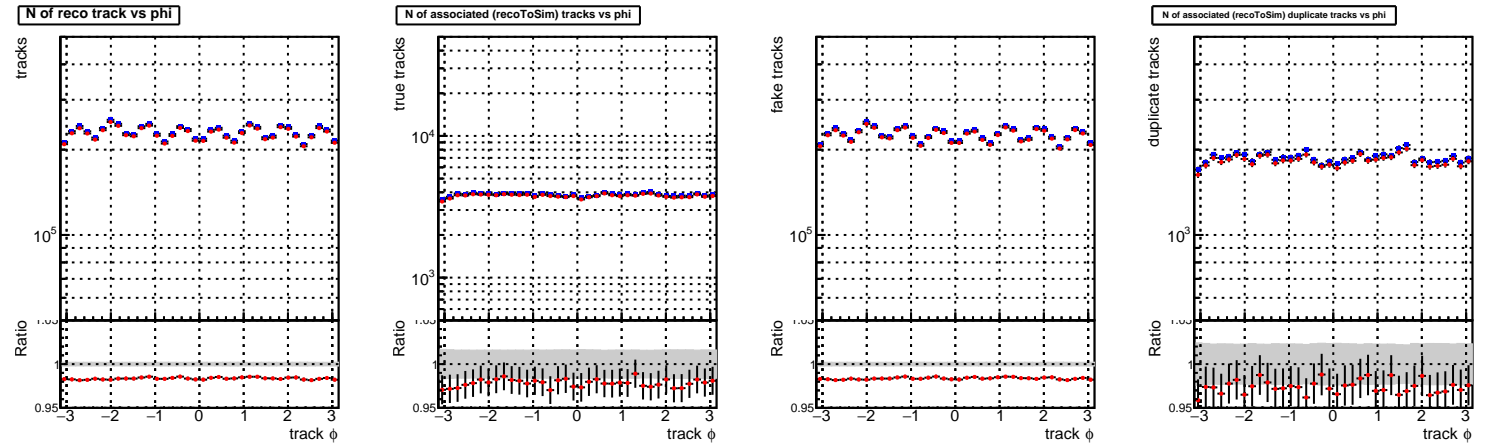 N of reco track vs phi
tracks
10^5
Ratio
1
0.95
−3 −2 −1 0 1 2 3
track φ
N of associated (recoToSim) tracks vs phi
true tracks
10^4
10^3
Ratio
1
0.95
−3 −2 −1 0 1 2 3
track φ
fake tracks
10^5
Ratio
1
0.95
−3 −2 −1 0 1 2 3
track φ
N of associated (recoToSim) duplicate tracks vs phi
duplicate tracks
10^3
Ratio
1
0.95
−3 −2 −1 0 1 2 3
track φ